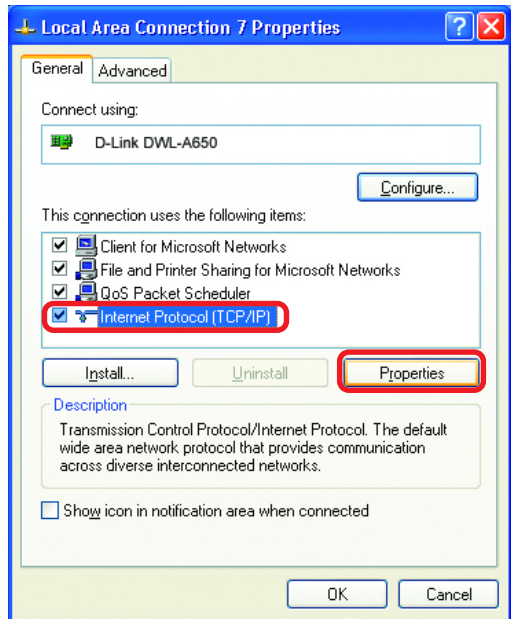 Local Area Connection 7 Properties
General
Advanced
Connect using:
D-Link DWL-A650
Configure...
This connection uses the following items:
Client for Microsoft Networks
File and Printer Sharing for Microsoft Networks
QoS Packet Scheduler
Internet Protocol (TCP/IP)
Install...
Uninstall
Properties
Description
Transmission Control Protocol/Internet Protocol. The default
wide area network protocol that provides communication
across diverse interconnected networks.
Show icon in notification area when connected
OK
Cancel